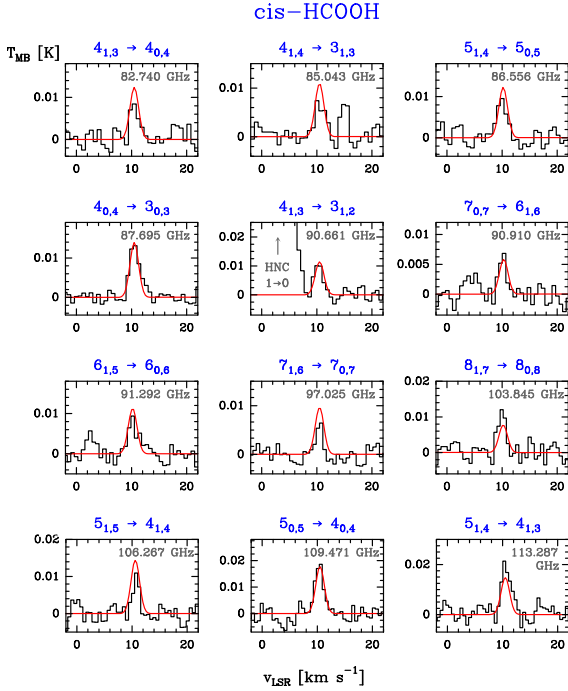 cis−HCOOH
T_MB [K]
4_1,3 → 4_0,4
4_1,4 → 3_1,3
5_1,4 → 5_0,5
82.740 GHz
85.043 GHz
86.556 GHz
0.01 0.01 0.01
0 0 0
0 10 20 0 10 20 0 10 20
4_0,4 → 3_0,3
4_1,3 → 3_1,2
7_0,7 → 6_1,6
87.695 GHz
90.661 GHz
90.910 GHz
HNC
1→0
0.02 0.02 0.01
0.01 0.01 0.005
0 0 0
0 10 20 0 10 20 0 10 20
6_1,5 → 6_0,6
7_1,6 → 7_0,7
8_1,7 → 8_0,8
91.292 GHz
97.025 GHz
103.845 GHz
0.02
0.01 0.01 0.01
0 0 0
0 10 20 0 10 20 0 10 20
5_1,5 → 4_1,4
5_0,5 → 4_0,4
5_1,4 → 4_1,3
106.267 GHz
109.471 GHz
113.287
GHz
0.02 0.02 0.02
0.01 0.01
0 0 0
0 10 20 0 10 20 0 10 20
v_LSR [km s⁻¹]